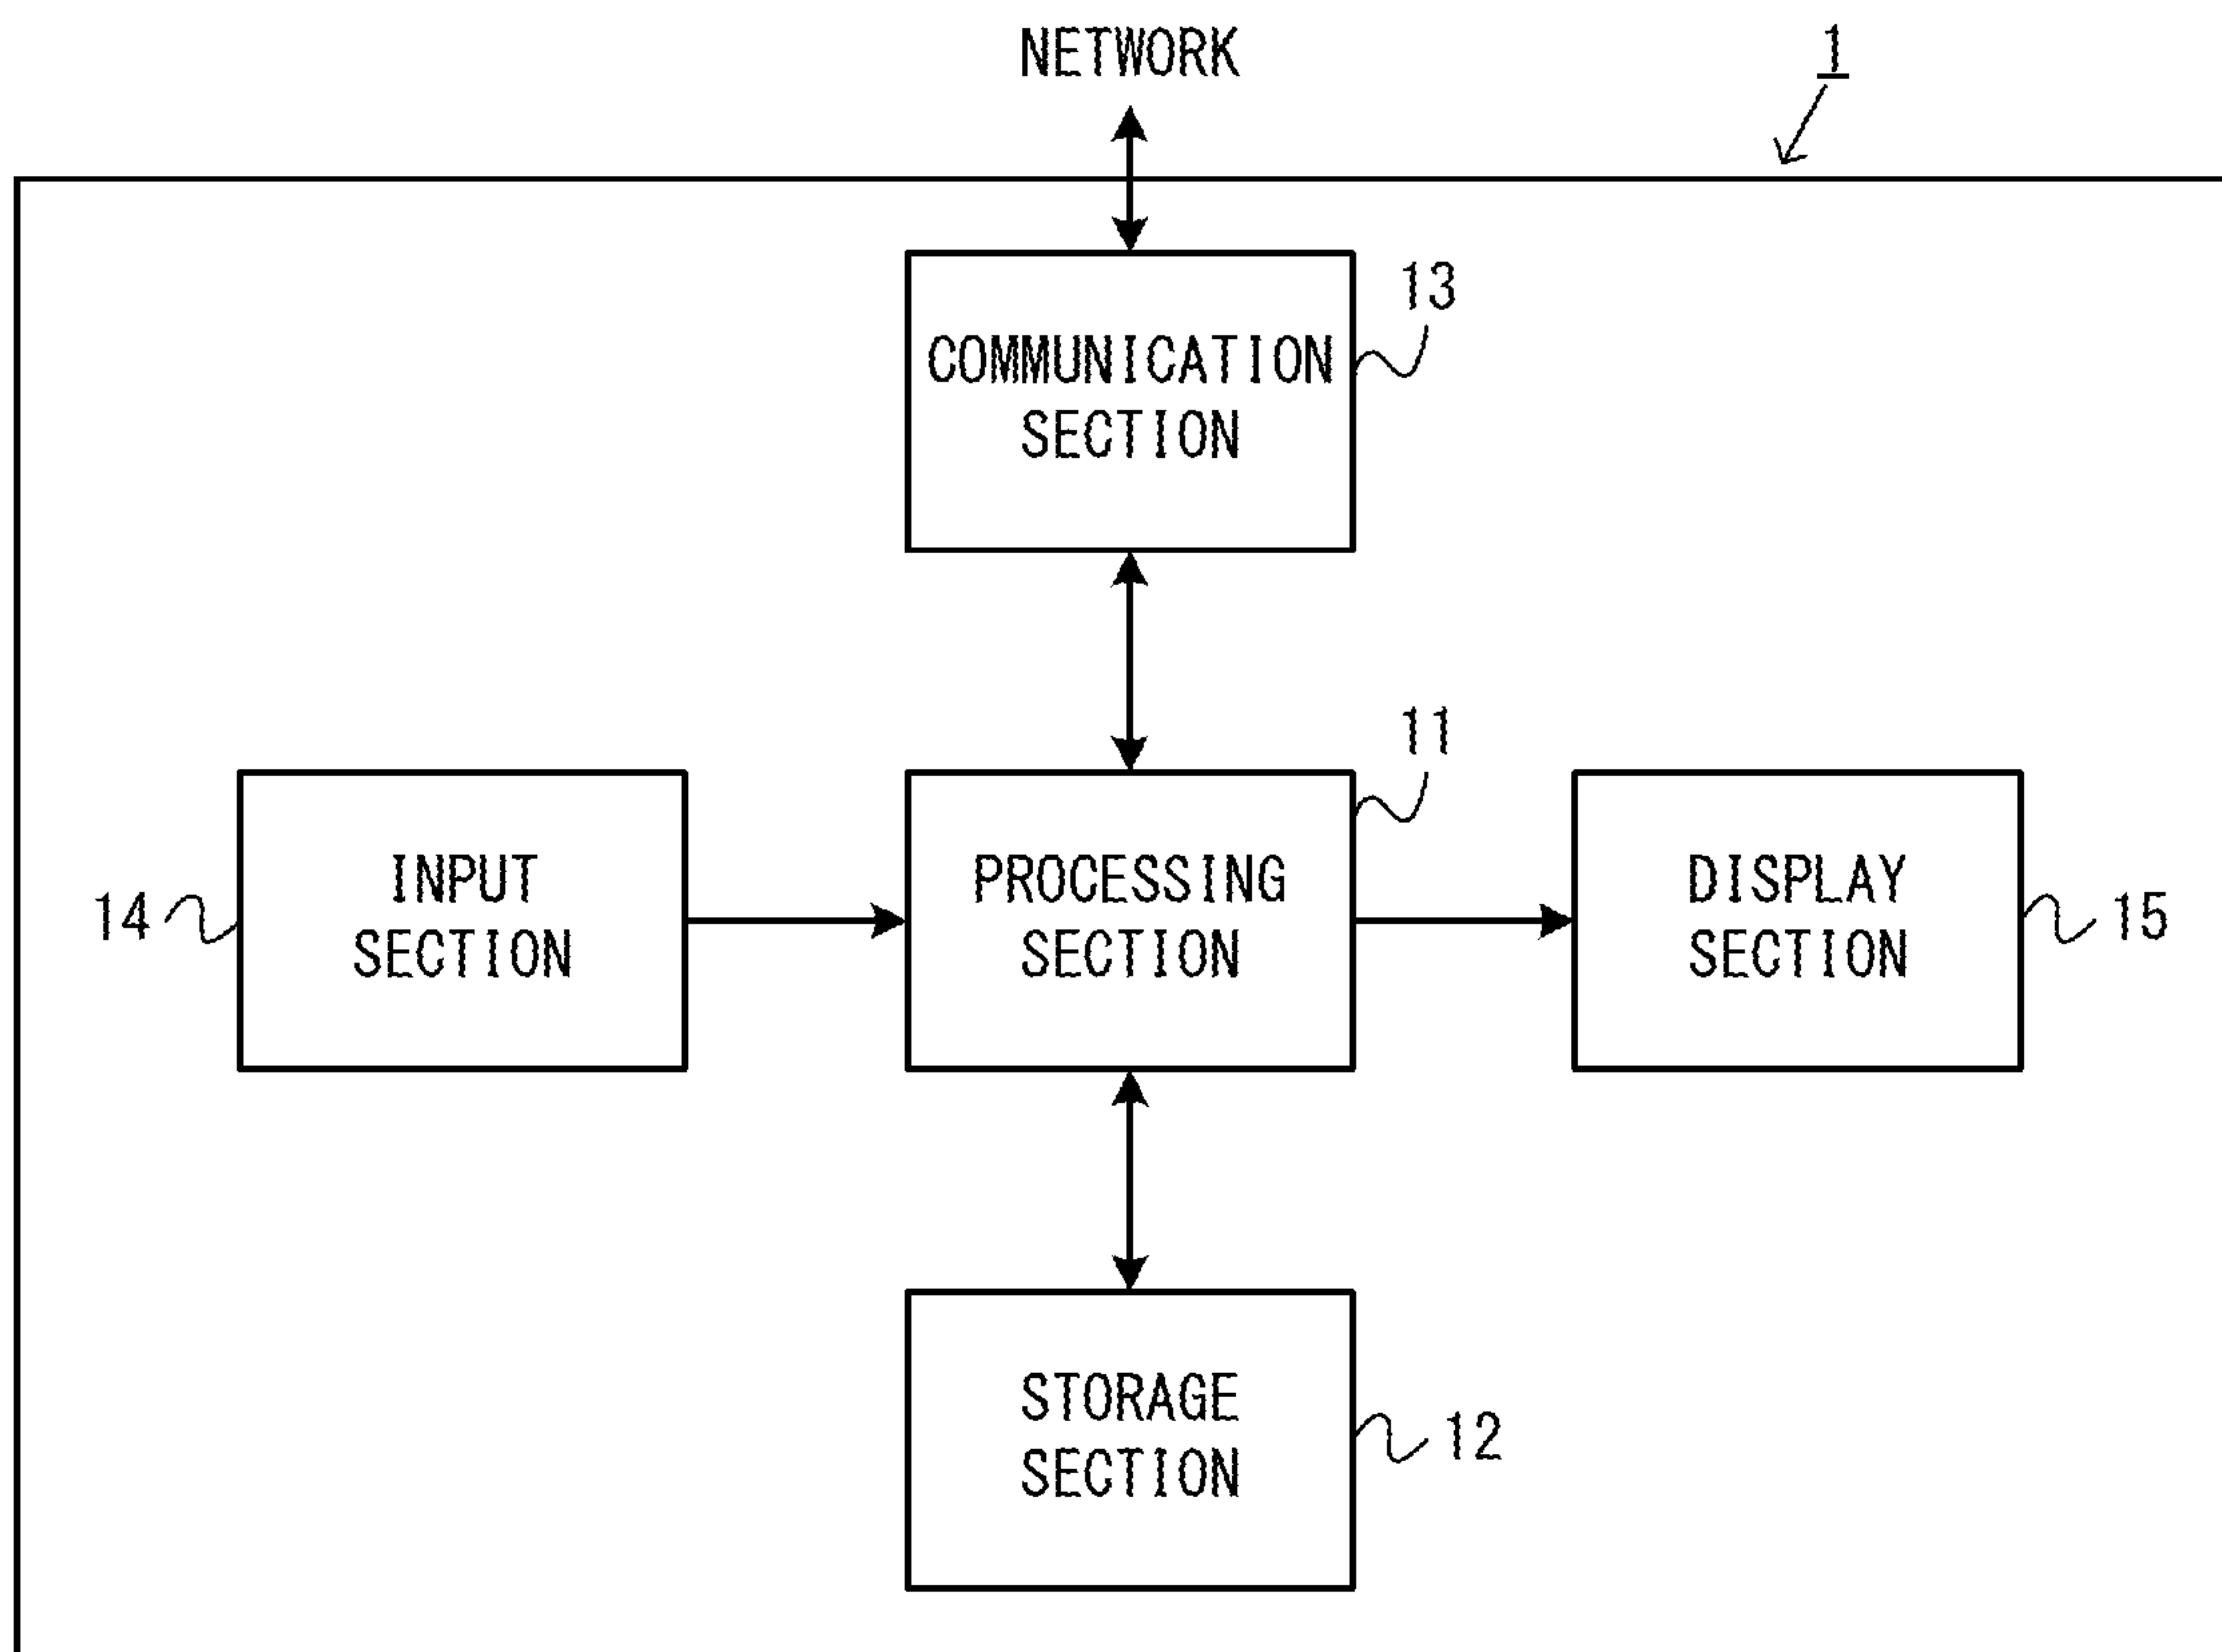 NETWORK
1
13
COMMUNICATION
SECTION
11
INPUT
SECTION
14
PROCESSING
SECTION
DISPLAY
SECTION
15
STORAGE
SECTION
12